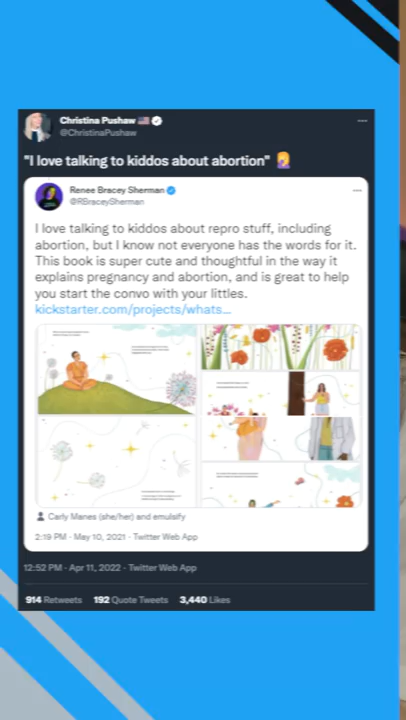 Christina Pushaw
@ChristinaPushaw
"I love talking to kiddos about abortion" 🤦‍♀️
Renee Bracey Sherman
@RBraceySherman
I love talking to kiddos about repro stuff, including
abortion, but I know not everyone has the words for it.
This book is super cute and thoughtful in the way it
explains pregnancy and abortion, and is great to help
you start the convo with your littles.
kickstarter.com/projects/whats...
Carly Manes (she/her) and emulsify
2:19 PM · May 10, 2021 · Twitter Web App
12:52 PM · Apr 11, 2022 · Twitter Web App
914 Retweets 192 Quote Tweets 3,440 Likes